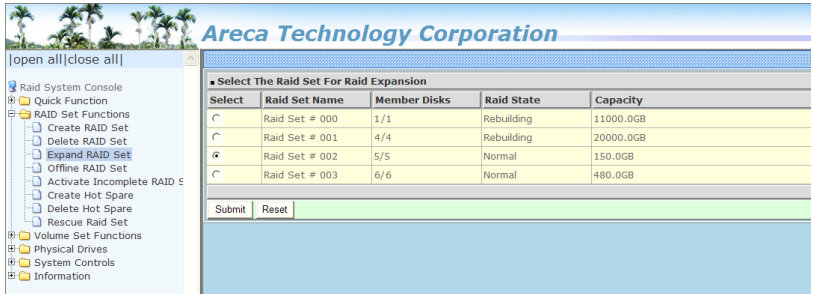 Areca Technology Corporation
|open all|close all|
Raid System Console
Quick Function
RAID Set Functions
Create RAID Set
Delete RAID Set
Expand RAID Set
Offline RAID Set
Activate Incomplete RAID S
Create Hot Spare
Delete Hot Spare
Rescue Raid Set
Volume Set Functions
Physical Drives
System Controls
Information
Select The Raid Set For Raid Expansion
Select Raid Set Name Member Disks Raid State Capacity
Raid Set # 000 1/1 Rebuilding 11000.0GB
Raid Set # 001 4/4 Rebuilding 20000.0GB
Raid Set # 002 5/5 Normal 150.0GB
Raid Set # 003 6/6 Normal 480.0GB
Submit Reset